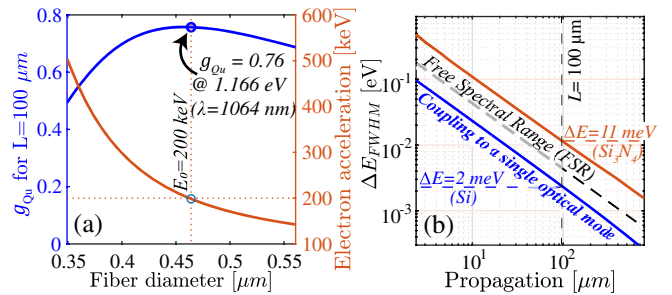 0.8
0.6
0.4
0.2
0
g_Qu for L=100 μm
0.35
0.4
0.45
0.5
0.55
Fiber diameter [μm]
600
500
400
300
200
100
Electron acceleration [keV]
g_Qu = 0.76
@ 1.166 eV
(λ=1064 nm)
E_0=200 keV
(a)
ΔE_FWHM [eV]
10^-1
10^-2
10^-3
10^1
10^2
Propagation [μm]
L= 100 μm
Free Spectral Range (FSR)
Coupling to a single optical mode
ΔE=11 meV
(Si_3N_4)
ΔE=2 meV
(Si)
(b)